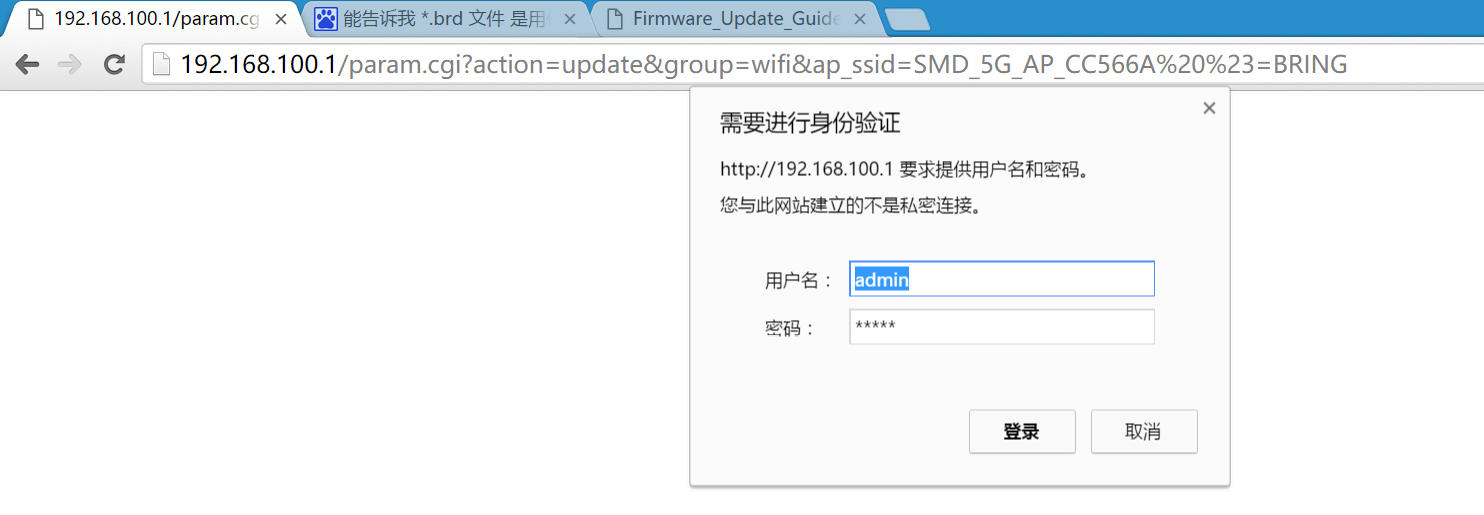 192.168.100.1/param.cg
能告诉我 *.brd 文件 是用
Firmware_Update_Guide
192.168.100.1/param.cgi?action=update&group=wifi&ap_ssid=SMD_5G_AP_CC566A%20%23=BRING
需要进行身份验证
http://192.168.100.1 要求提供用户名和密码。
您与此网站建立的不是私密连接。
用户名： admin
密码： *****
登录 取消